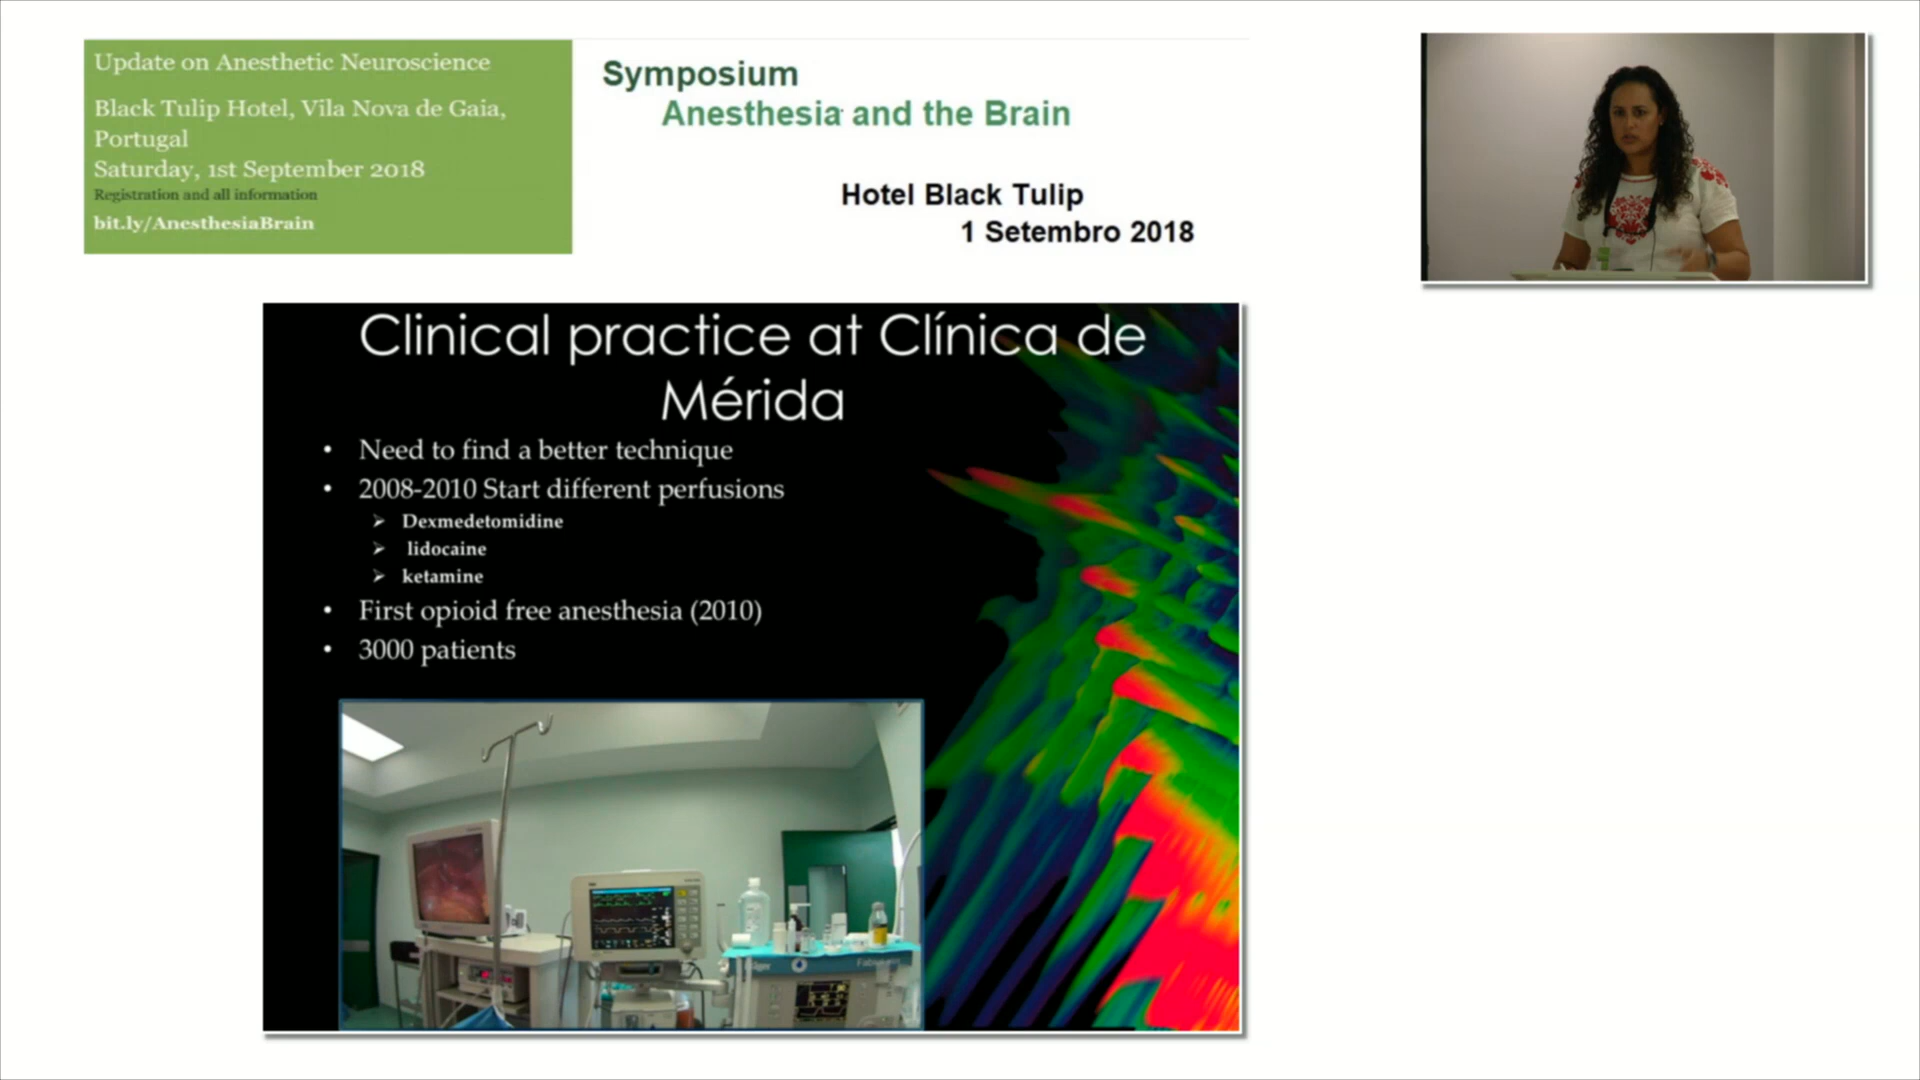 Update on Anesthetic Neuroscience
Black Tulip Hotel, Vila Nova de Gaia,
Portugal
Saturday, 1st September 2018
Registration and all information
bit.ly/AnesthesiaBrain
Symposium
Anesthesia and the Brain
Hotel Black Tulip
1 Setembro 2018
Clinical practice at Clínica de
Mérida
• Need to find a better technique
• 2008-2010 Start different perfusions
➢ Dexmedetomidine
➢ lidocaine
➢ ketamine
• First opioid free anesthesia (2010)
• 3000 patients